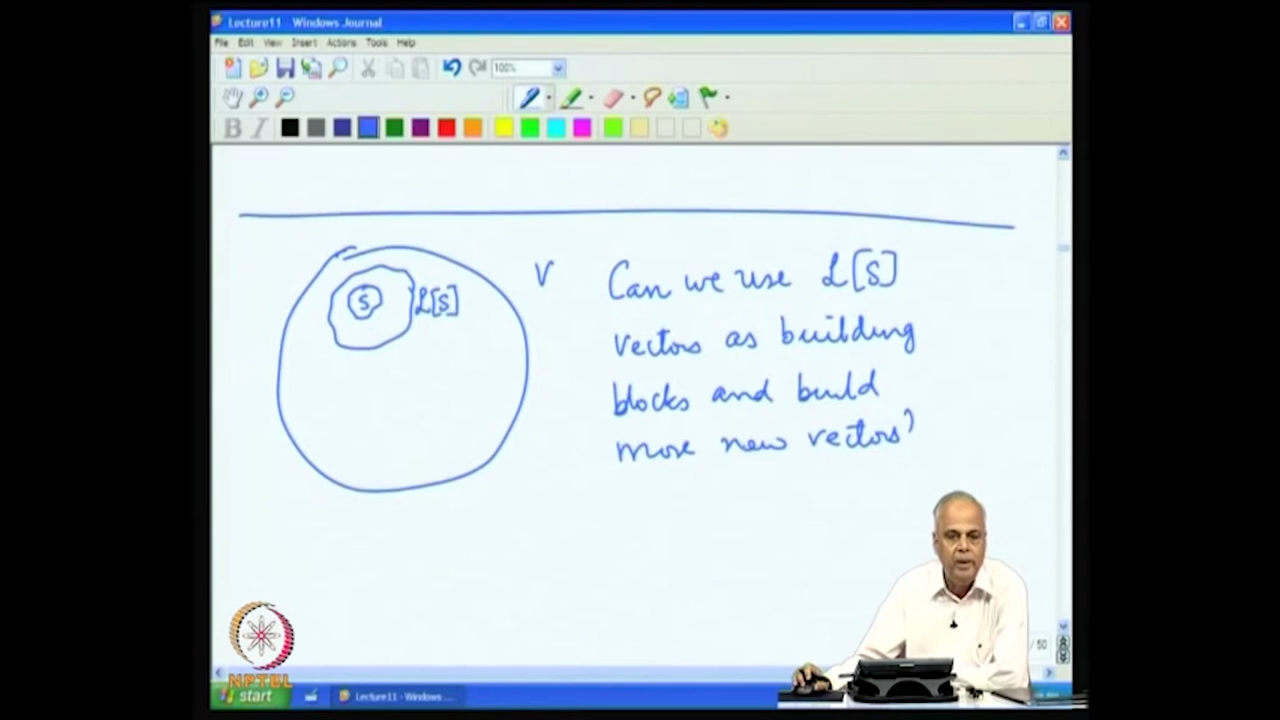 Lecture11 - Windows Journal
File Edit View Insert Actions Tools Help
100%
B I
V
S
L[S]
Can we use L[S]
vectors as building
blocks and build
more new vectors?
/ 50
NPTEL
start
Lecture11 - Windows ...